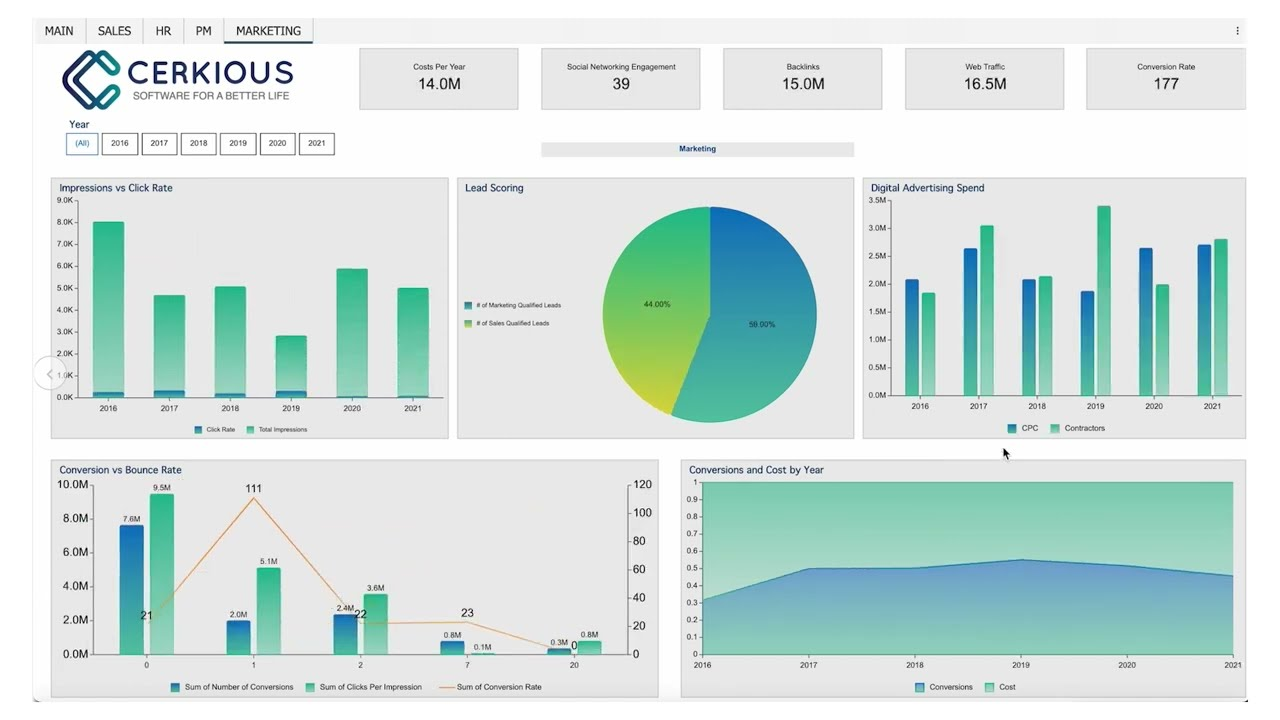 MAIN SALES HR PM MARKETING
CERKIOUS
SOFTWARE FOR A BETTER LIFE
Costs Per Year
14.0M
Social Networking Engagement
39
Backlinks
15.0M
Web Traffic
16.5M
Conversion Rate
177
Year
(All) 2016 2017 2018 2019 2020 2021
Marketing
Impressions vs Click Rate
9.0K
8.0K
7.0K
6.0K
5.0K
4.0K
3.0K
2.0K
1.0K
0.0K
2016 2017 2018 2019 2020 2021
Click Rate Total Impressions
Lead Scoring
# of Marketing Qualified Leads
# of Sales Qualified Leads
44.00%
56.00%
Digital Advertising Spend
3.5M
3.0M
2.5M
2.0M
1.5M
1.0M
0.5M
0.0M
2016 2017 2018 2019 2020 2021
CPC Contractors
Conversion vs Bounce Rate
10.0M
8.0M
6.0M
4.0M
2.0M
0.0M
7.6M 9.5M
2.0M 5.1M
2.4M 3.6M
0.8M 0.1M
0.3M 0.8M
21 111 22 23 0
120
100
80
60
40
20
0
0 1 2 7 20
Sum of Number of Conversions Sum of Clicks Per Impression Sum of Conversion Rate
Conversions and Cost by Year
1
0.9
0.8
0.7
0.6
0.5
0.4
0.3
0.2
0.1
0
2016 2017 2018 2019 2020 2021
Conversions Cost